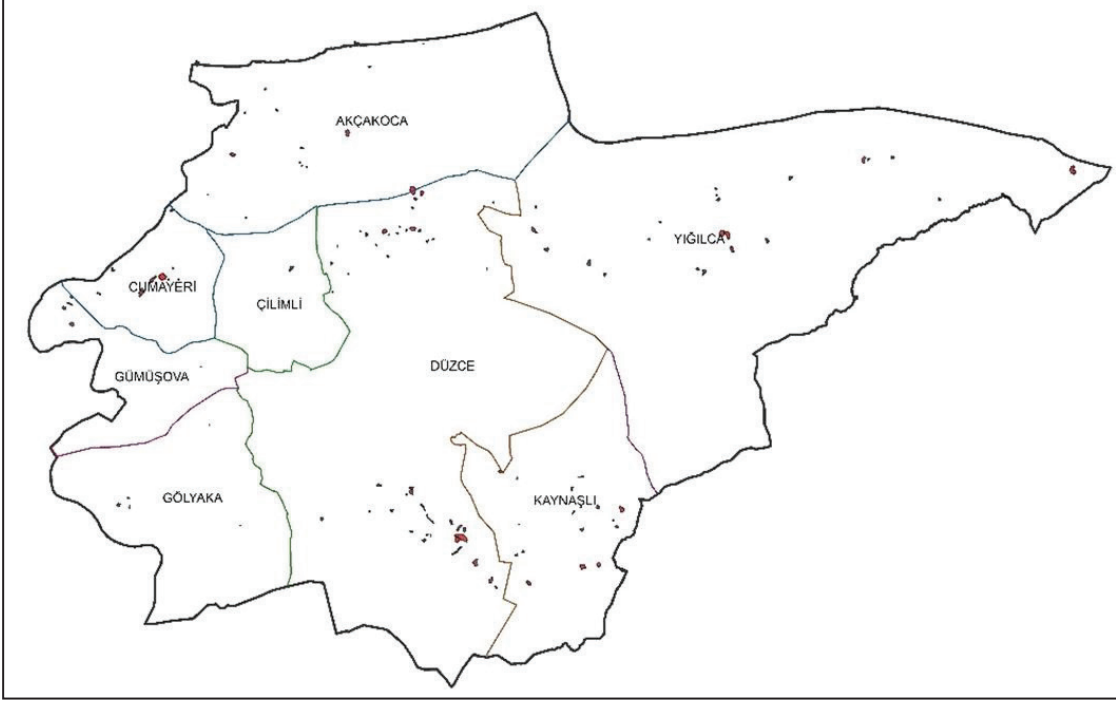 AKÇAKOCA
YIĞILCA
CUMAYERİ
ÇİLİMLİ
DÜZCE
GÜMÜŞOVA
GÖLYAKA
KAYNAŞLI